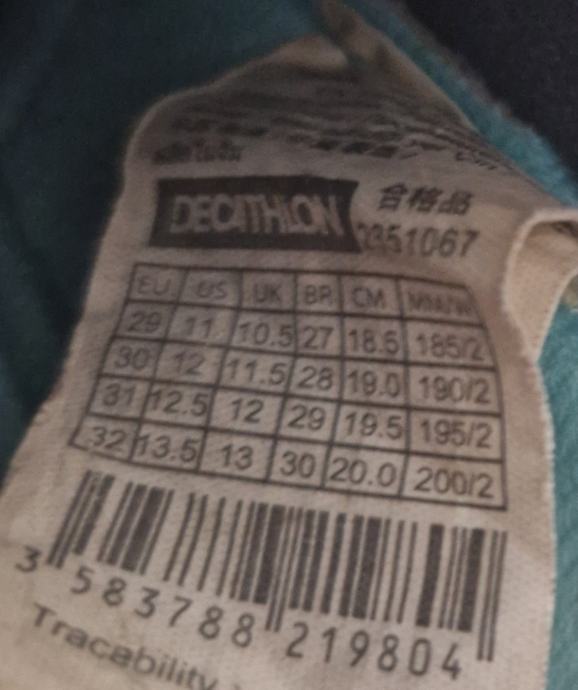 DECATHLON 合格品
2351067
EU US UK BR CM MM/W
29 11 10.5 27 18.5 185/2
30 12 11.5 28 19.0 190/2
31 12.5 12 29 19.5 195/2
32 13.5 13 30 20.0 200/2
3 583788 219804
Tracability